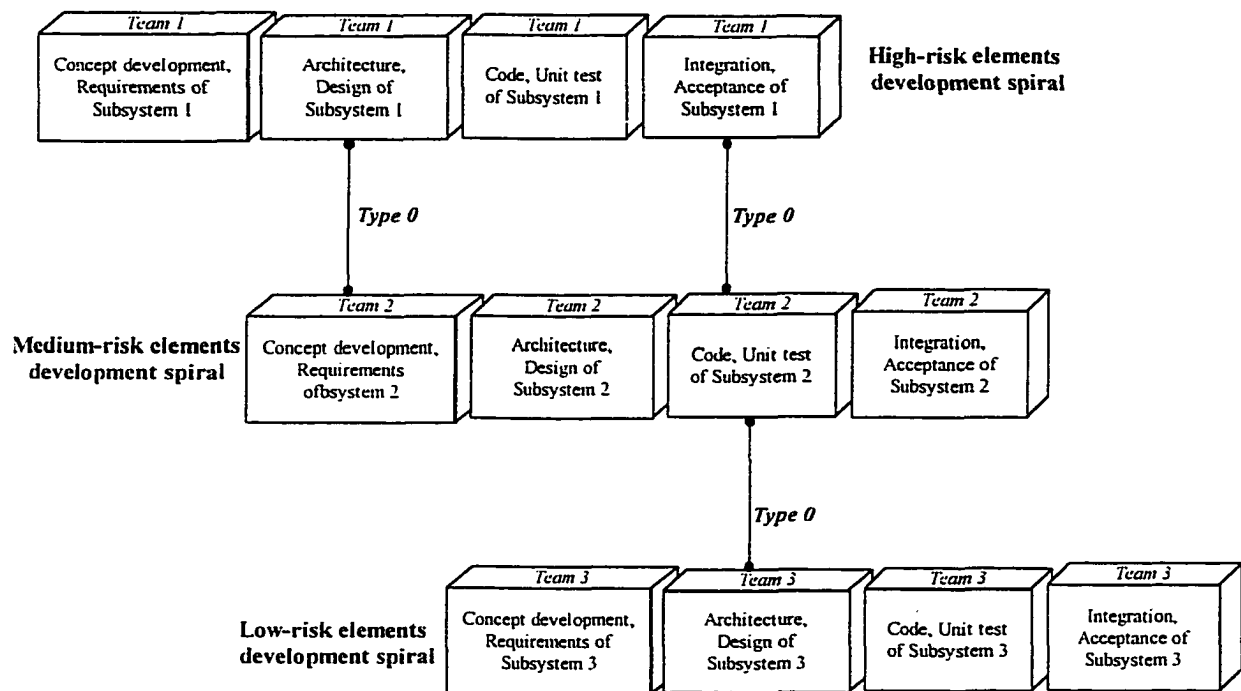 Team 1
Team 1
Team 1
Team 1
Concept development,
Requirements of
Subsystem 1
Architecture,
Design of
Subsystem 1
Code, Unit test
of Subsystem 1
Integration,
Acceptance of
Subsystem 1
High-risk elements
development spiral
Type 0
Type 0
Team 2
Team 2
Team 2
Team 2
Medium-risk elements
development spiral
Concept development,
Requirements
ofbsystem 2
Architecture,
Design of
Subsystem 2
Code, Unit test
of Subsystem 2
Integration,
Acceptance of
Subsystem 2
Type 0
Team 3
Team 3
Team 3
Team 3
Low-risk elements
development spiral
Concept development,
Requirements of
Subsystem 3
Architecture,
Design of
Subsystem 3
Code, Unit test
of Subsystem 3
Integration,
Acceptance of
Subsystem 3